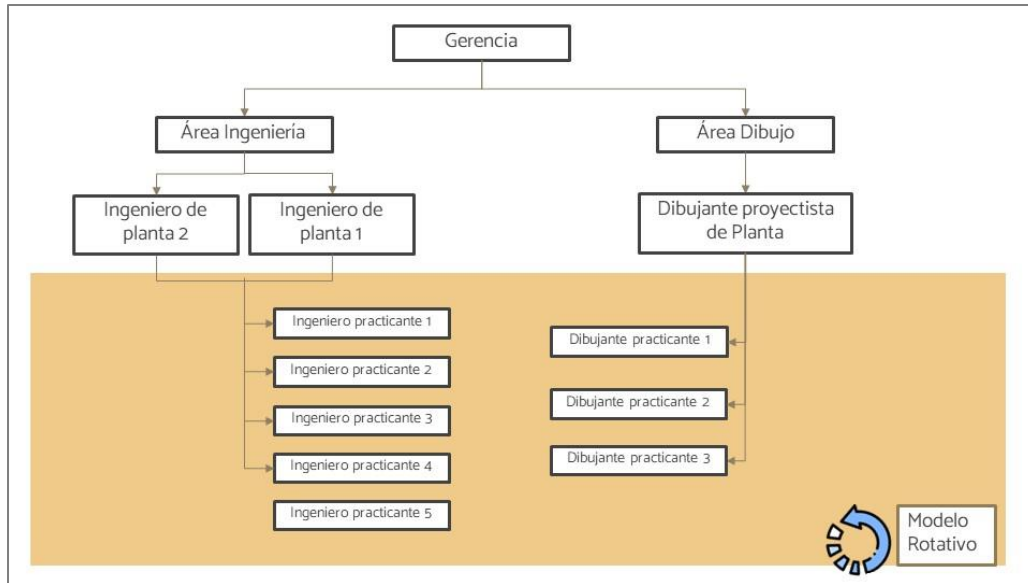 Gerencia
Área Ingeniería
Área Dibujo
Ingeniero de
planta 2
Ingeniero de
planta 1
Dibujante proyectista
de Planta
Ingeniero practicante 1
Ingeniero practicante 2
Ingeniero practicante 3
Ingeniero practicante 4
Ingeniero practicante 5
Dibujante practicante 1
Dibujante practicante 2
Dibujante practicante 3
Modelo
Rotativo